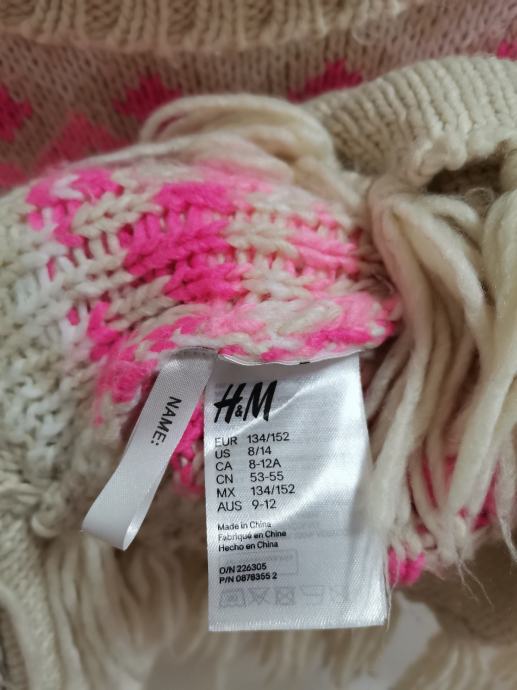 NAME:
H&M
EUR 134/152
US 8/14
CA 8-12A
CN 53-55
MX 134/152
AUS 9-12
Made in China
Fabriqué en Chine
Hecho en China
O/N 226305
P/N 0878355 2